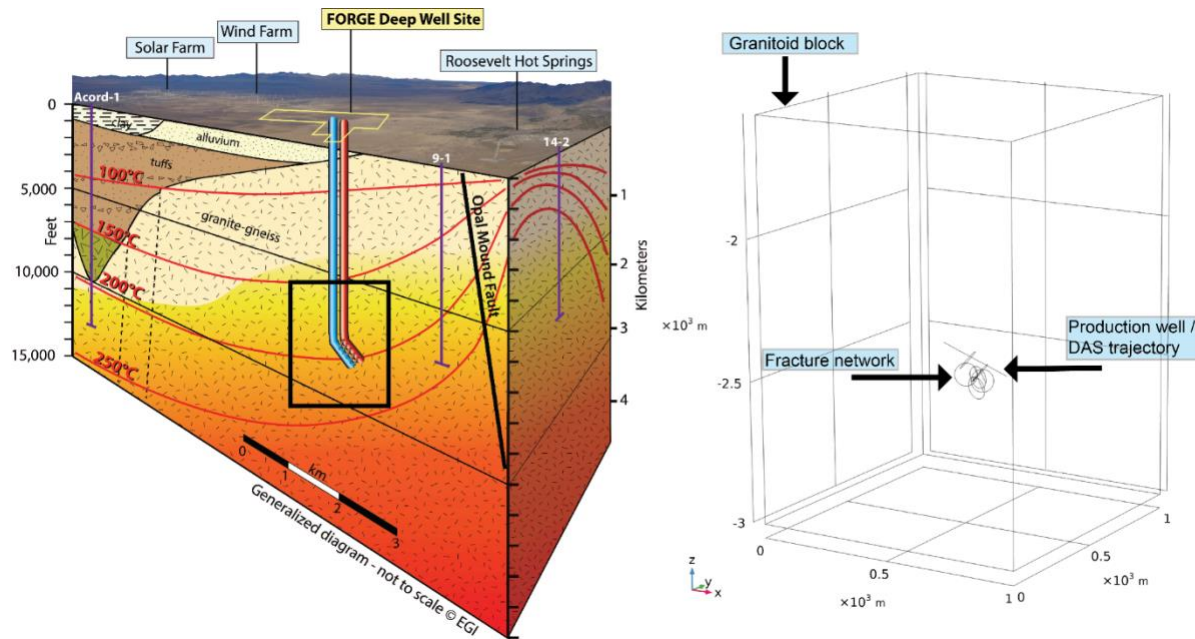 FORGE Deep Well Site
Wind Farm
Solar Farm
Roosevelt Hot Springs
Acord-1
clay
alluvium
tuffs
granite-gneiss
9-1
14-2
Opal Mound Fault
100°C
150°C
200°C
250°C
0
5,000
10,000
15,000
Feet
1
2
3
4
Kilometers
0
1
2
3
km
Generalized diagram - not to scale © EGI
Granitoid block
Fracture network
Production well /
DAS trajectory
-2
-2.5
-3
×10³ m
0
0.5
1
×10³ m
0
0.5
1
×10³ m
z
y
x